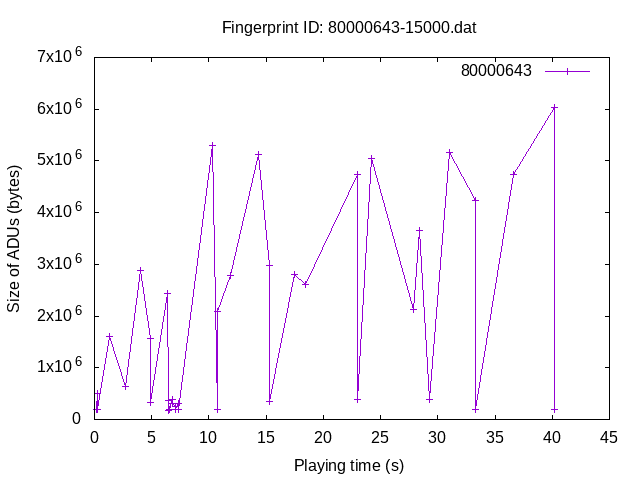 Fingerprint ID: 80000643-15000.dat
7x10^6
80000643
6x10^6
5x10^6
4x10^6
3x10^6
2x10^6
1x10^6
0
Size of ADUs (bytes)
0 5 10 15 20 25 30 35 40 45
Playing time (s)